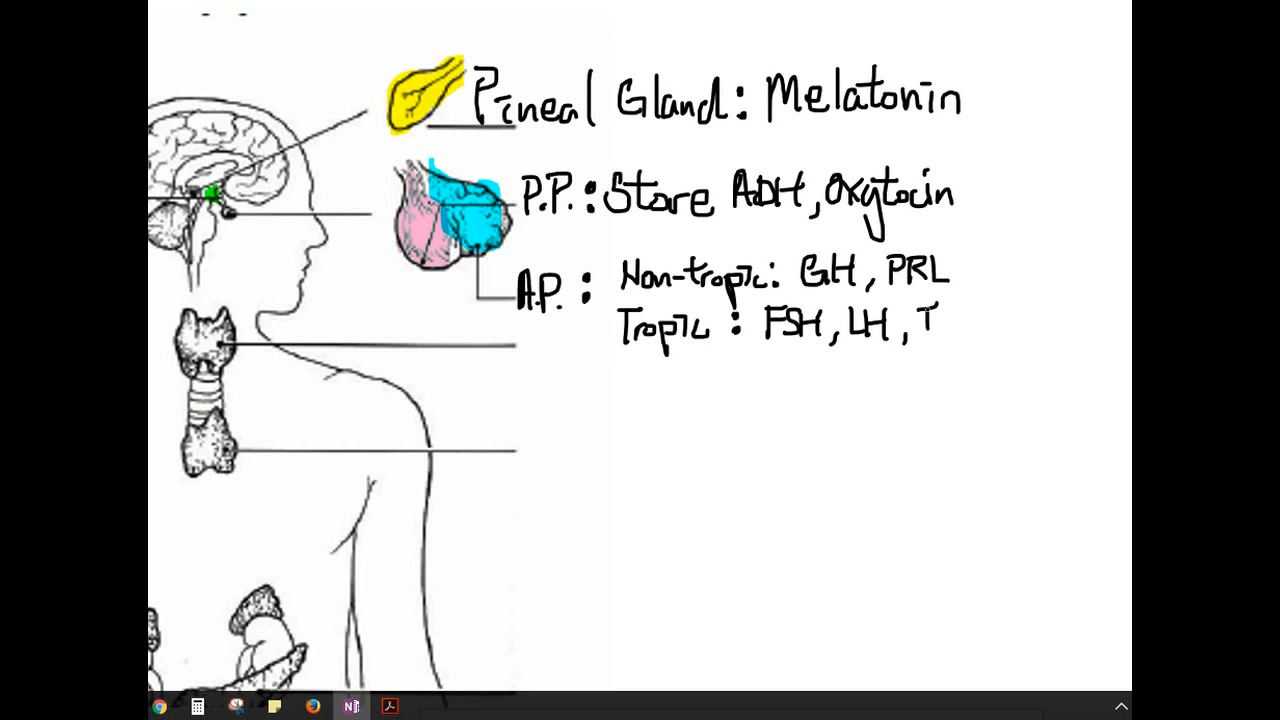 Pineal Gland: Melatonin
P.P.: Store ADH, Oxytocin
A.P.: Non-tropic: GH, PRL
Tropic: FSH, LH, T